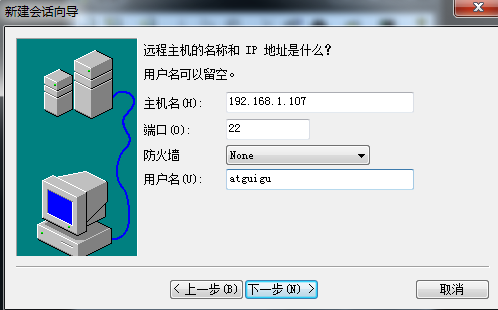 新建会话向导
远程主机的名称和 IP 地址是什么?
用户名可以留空。
主机名(H): 192.168.1.107
端口(O): 22
防火墙 None
用户名(U): atguigu
< 上一步(B) 下一步(N) > 取消